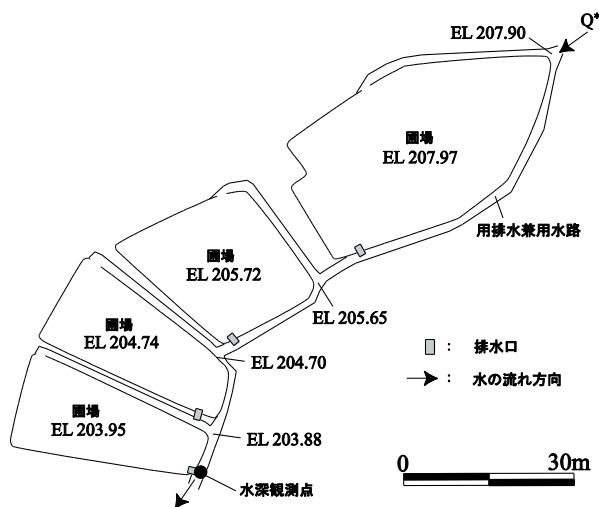 Q*
EL 207.90
圃場
EL 207.97
用排水兼用水路
圃場
EL 205.72
EL 205.65
圃場
EL 204.74
EL 204.70
: 排水口
: 水の流れ方向
圃場
EL 203.95
EL 203.88
水深観測点
0 30m